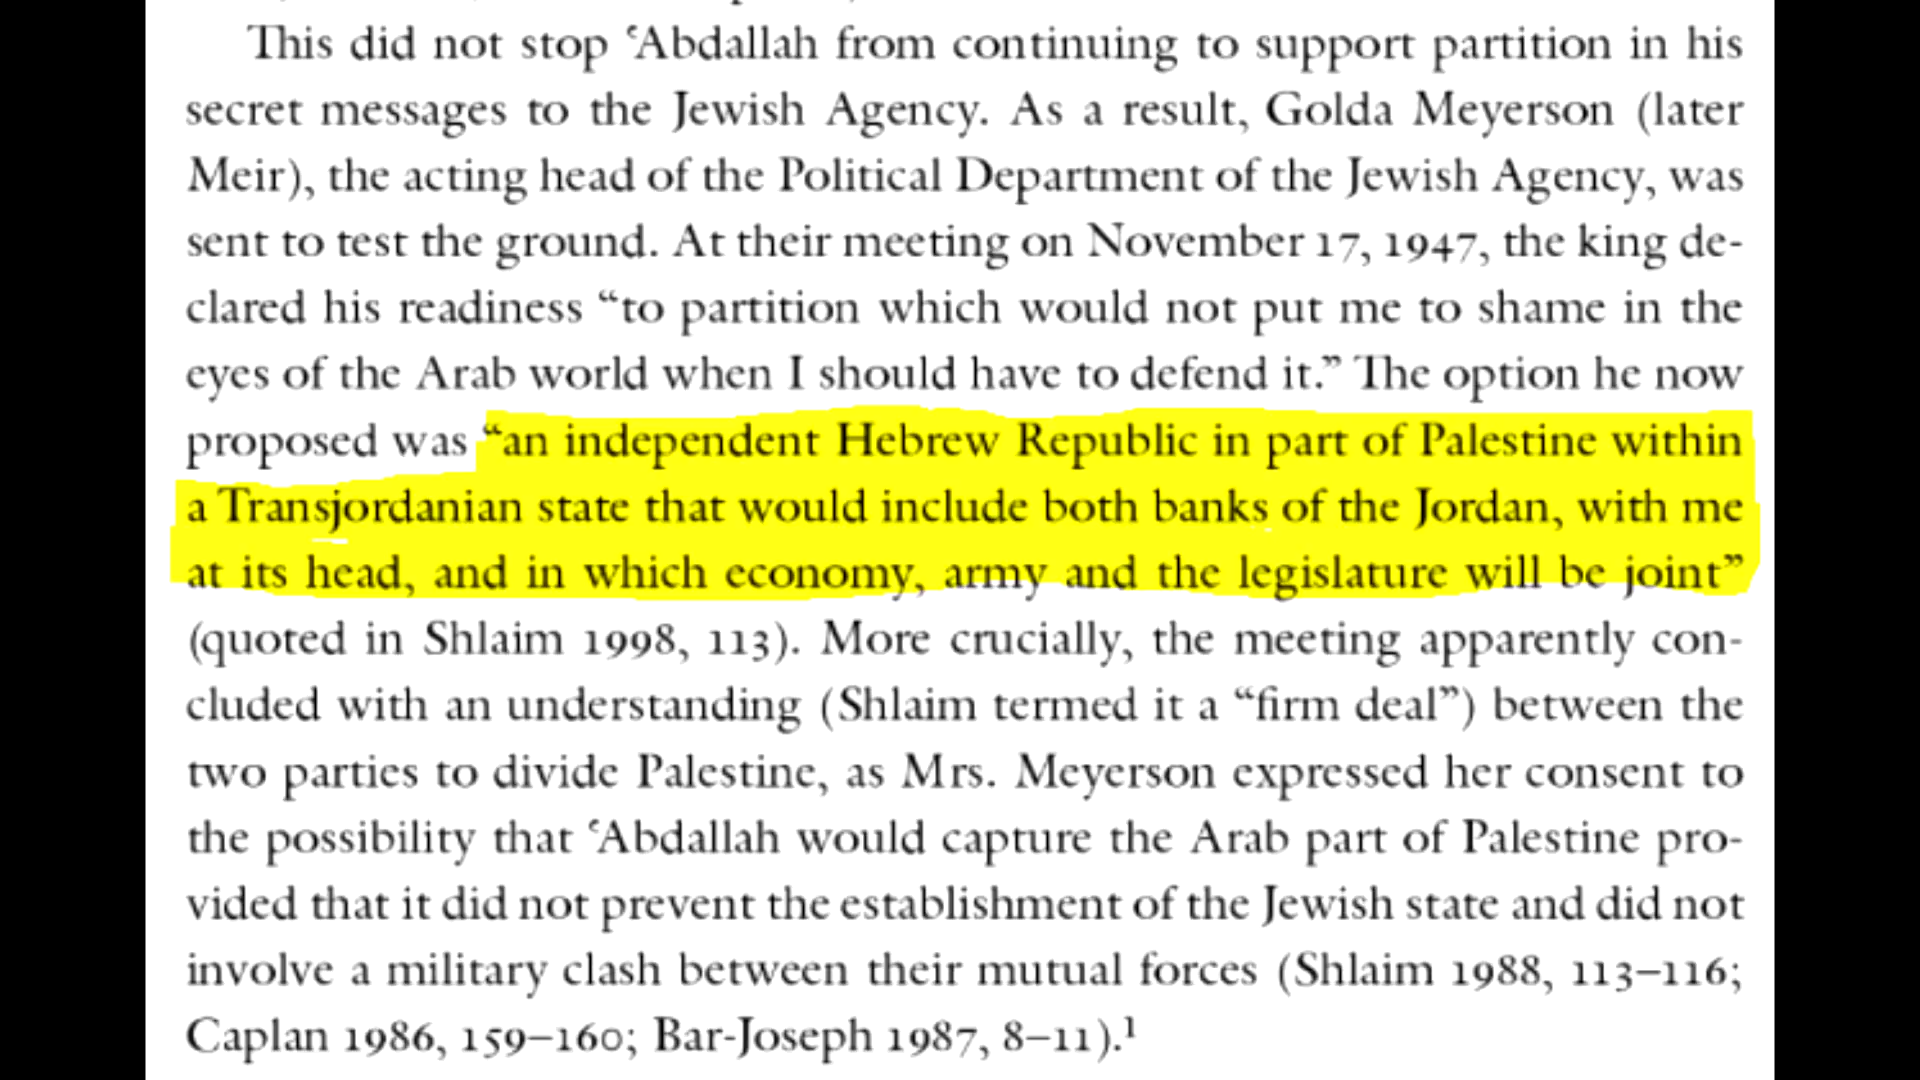 This did not stop ʿAbdallah from continuing to support partition in his
secret messages to the Jewish Agency. As a result, Golda Meyerson (later
Meir), the acting head of the Political Department of the Jewish Agency, was
sent to test the ground. At their meeting on November 17, 1947, the king de-
clared his readiness “to partition which would not put me to shame in the
eyes of the Arab world when I should have to defend it.” The option he now
proposed was “an independent Hebrew Republic in part of Palestine within
a Transjordanian state that would include both banks of the Jordan, with me
at its head, and in which economy, army and the legislature will be joint”
(quoted in Shlaim 1998, 113). More crucially, the meeting apparently con-
cluded with an understanding (Shlaim termed it a “firm deal”) between the
two parties to divide Palestine, as Mrs. Meyerson expressed her consent to
the possibility that ʿAbdallah would capture the Arab part of Palestine pro-
vided that it did not prevent the establishment of the Jewish state and did not
involve a military clash between their mutual forces (Shlaim 1988, 113–116;
Caplan 1986, 159–160; Bar-Joseph 1987, 8–11).¹